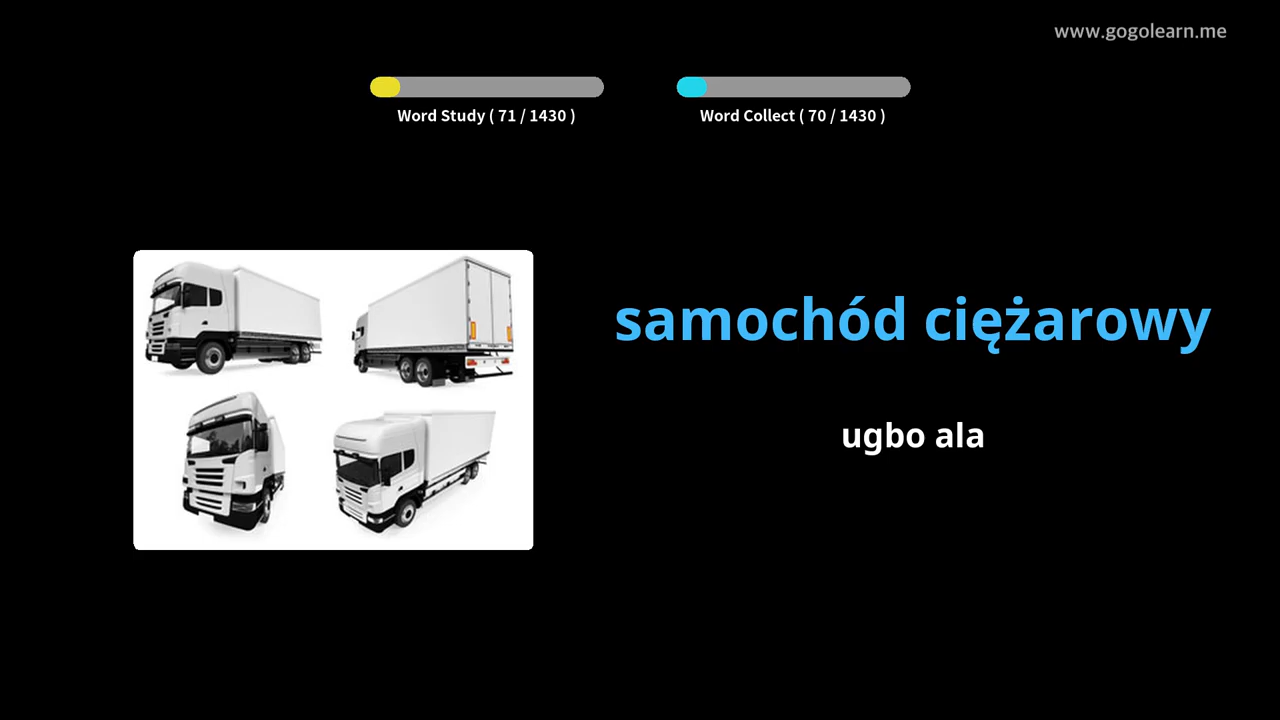 www.gogolearn.me
Word Study ( 71 / 1430 )
Word Collect ( 70 / 1430 )
samochód ciężarowy
ugbo ala